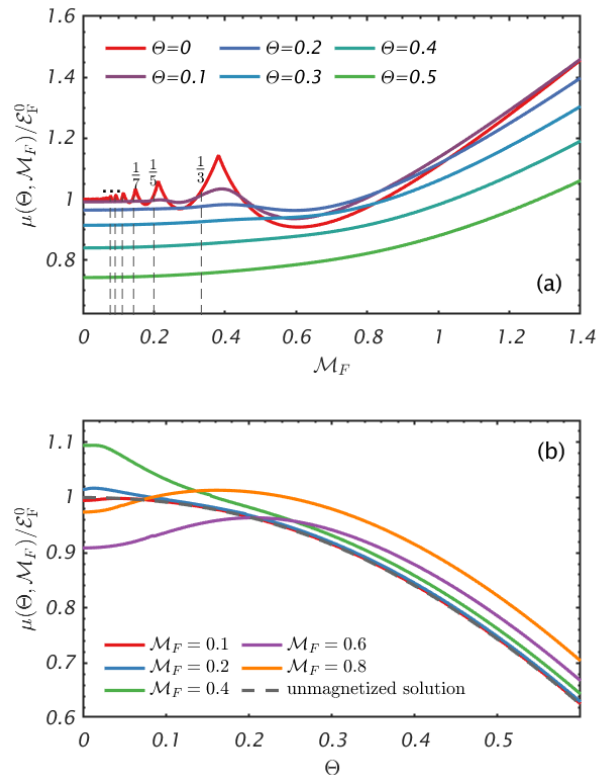 1.6
Θ=0 Θ=0.2 Θ=0.4
Θ=0.1 Θ=0.3 Θ=0.5
1.4
μ(Θ, ℳ_F)/ℰ_F^0
1.2
1/7 1/5 1/3
...
1
0.8
(a)
0 0.2 0.4 0.6 0.8 1 1.2 1.4
ℳ_F
1.1
(b)
1
μ(Θ, ℳ_F)/ℰ_F^0
0.9
0.8
ℳ_F = 0.1 ℳ_F = 0.6
0.7
ℳ_F = 0.2 ℳ_F = 0.8
ℳ_F = 0.4 unmagnetized solution
0.6
0 0.1 0.2 0.3 0.4 0.5
Θ